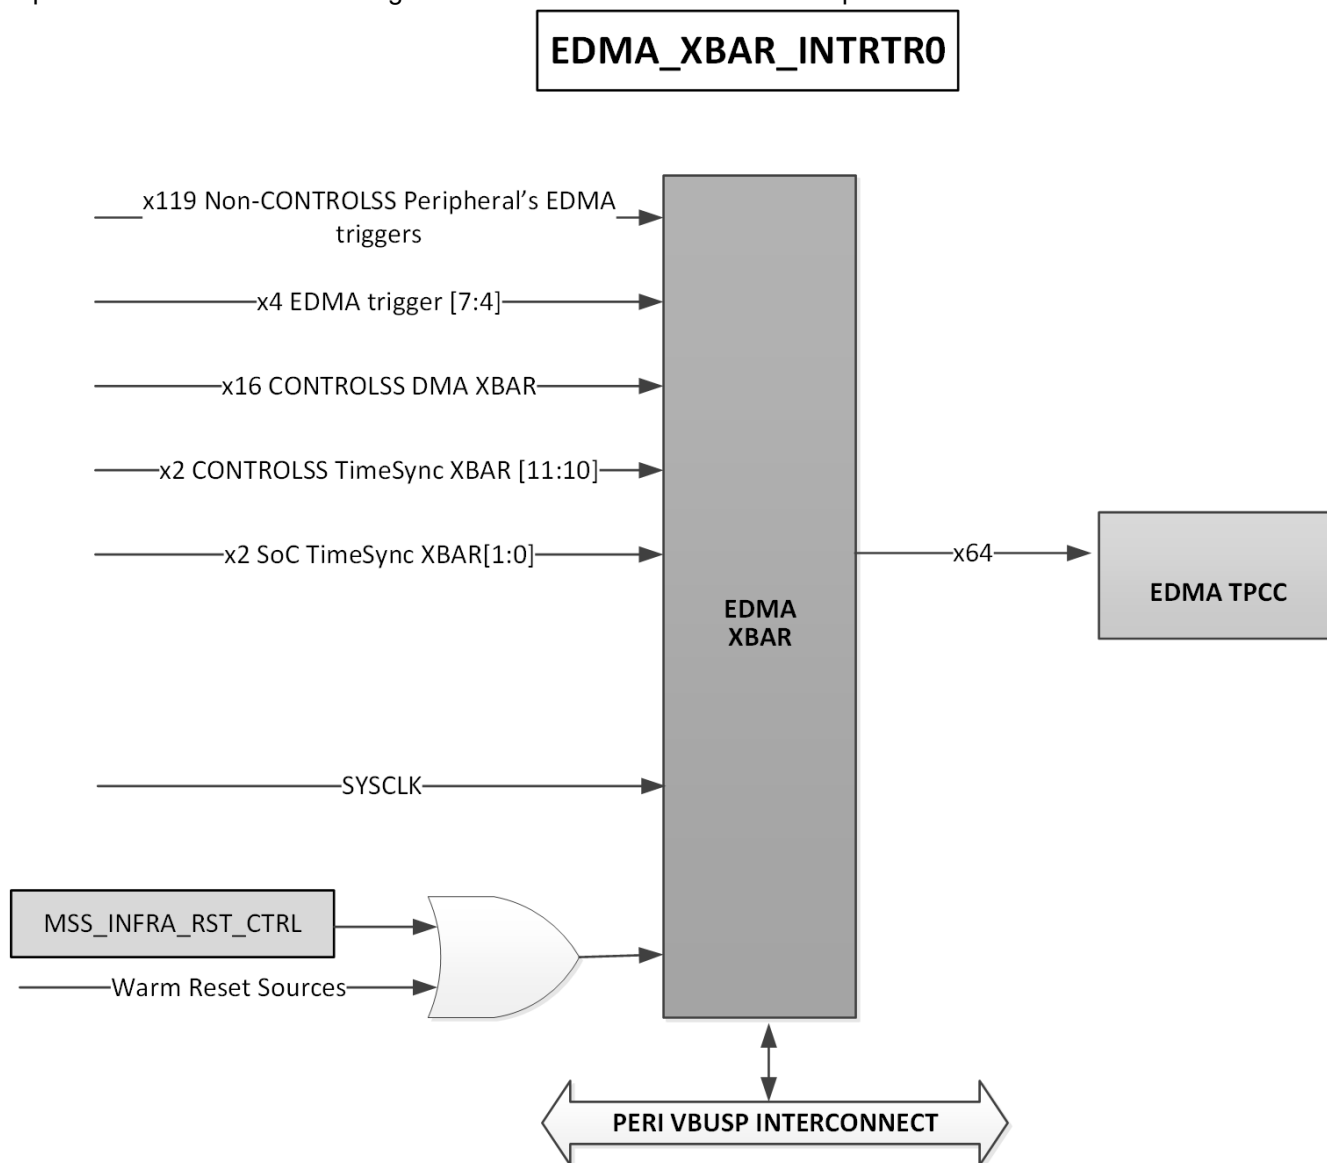 EDMA_XBAR_INTRTR0
x119 Non-CONTROLSS Peripheral’s EDMA
triggers
x4 EDMA trigger [7:4]
x16 CONTROLSS DMA XBAR
x2 CONTROLSS TimeSync XBAR [11:10]
x2 SoC TimeSync XBAR[1:0]
x64
EDMA TPCC
EDMA
XBAR
SYSCLK
MSS_INFRA_RST_CTRL
Warm Reset Sources
PERI VBUSP INTERCONNECT